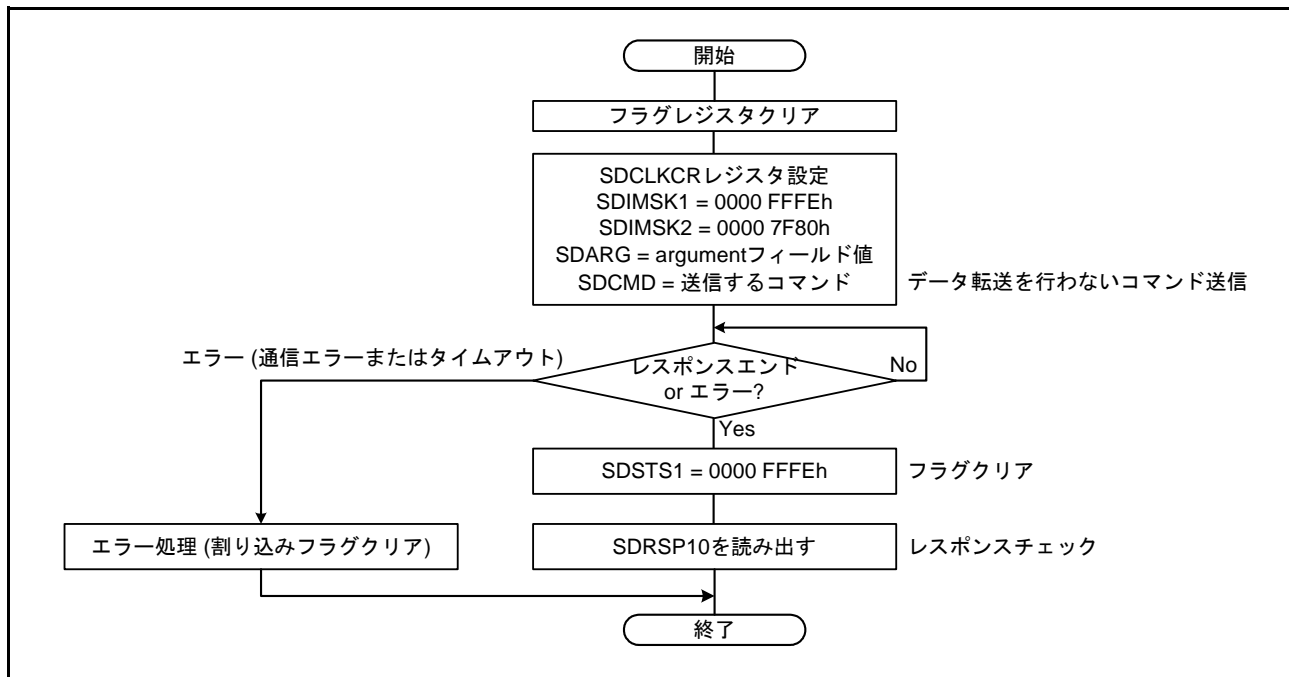 開始
フラグレジスタクリア
SDCLKCRレジスタ設定
SDIMSK1 = 0000 FFFEh
SDIMSK2 = 0000 7F80h
SDARG = argumentフィールド値
SDCMD = 送信するコマンド
データ転送を行わないコマンド送信
エラー (通信エラーまたはタイムアウト)
レスポンスエンド
or エラー?
No
Yes
SDSTS1 = 0000 FFFEh
フラグクリア
エラー処理 (割り込みフラグクリア)
SDRSP10を読み出す
レスポンスチェック
終了